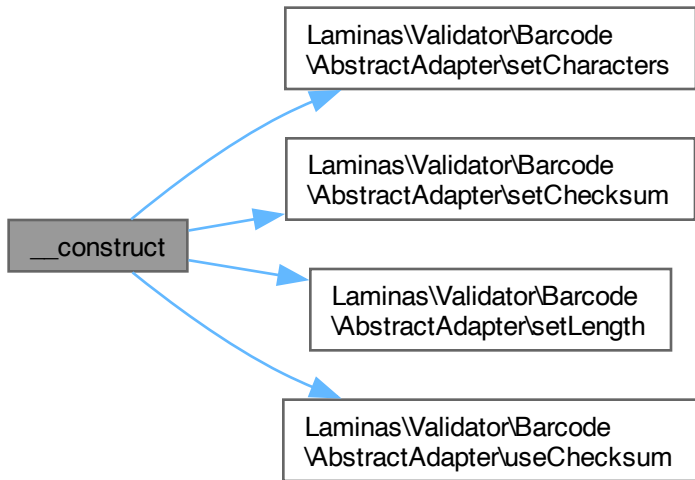 Laminas\Validator\Barcode
\AbstractAdapter\setCharacters
Laminas\Validator\Barcode
\AbstractAdapter\setChecksum
__construct
Laminas\Validator\Barcode
\AbstractAdapter\setLength
Laminas\Validator\Barcode
\AbstractAdapter\useChecksum